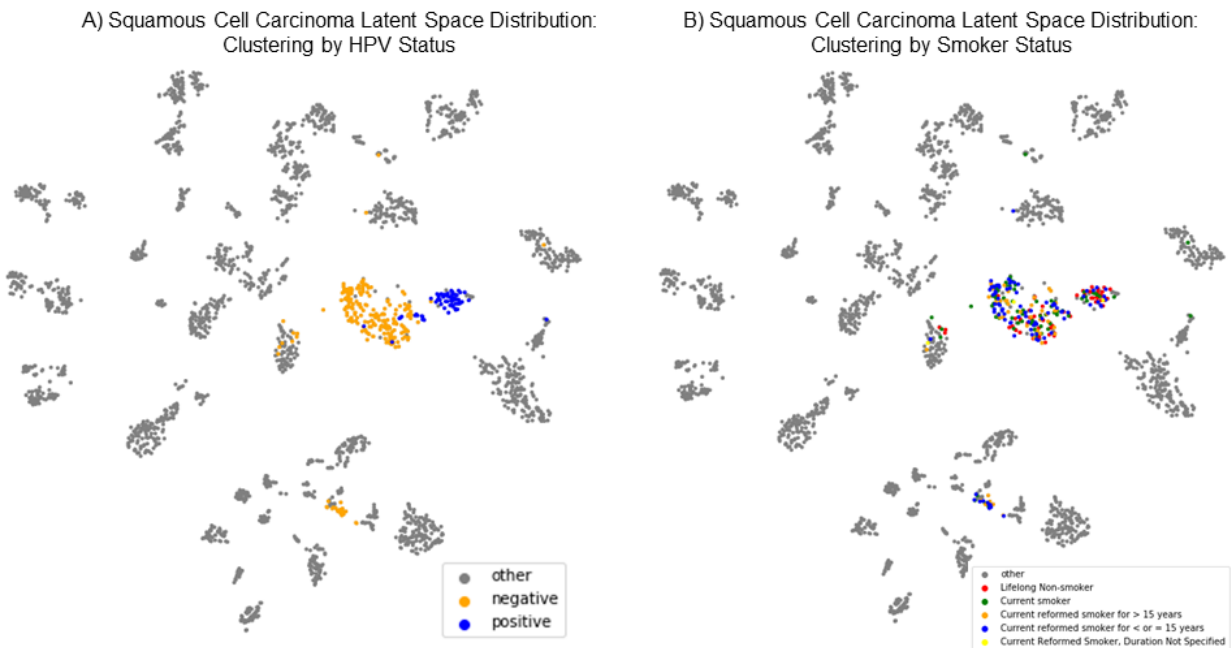 A) Squamous Cell Carcinoma Latent Space Distribution:
Clustering by HPV Status
B) Squamous Cell Carcinoma Latent Space Distribution:
Clustering by Smoker Status
other
negative
positive
other
Lifelong Non-smoker
Current smoker
Current reformed smoker for > 15 years
Current reformed smoker for < or = 15 years
Current Reformed Smoker, Duration Not Specified